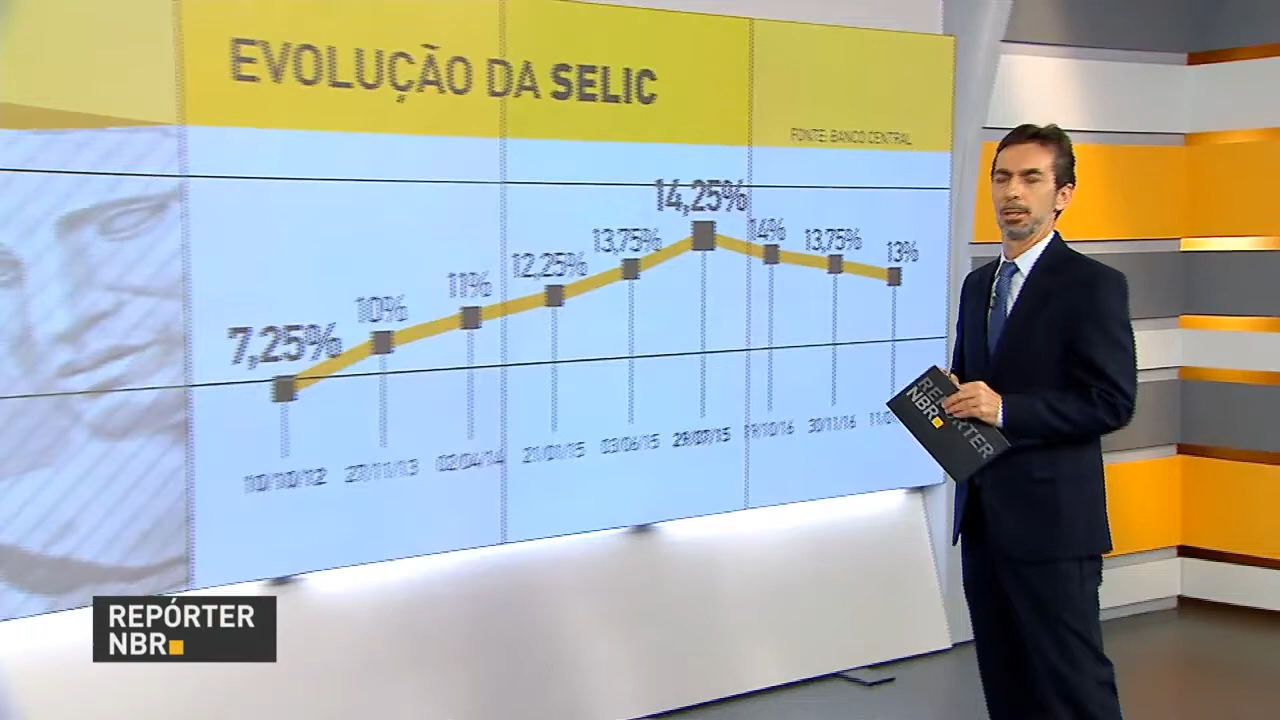 EVOLUÇÃO DA SELIC
FONTE: BANCO CENTRAL
7,25%
10%
11%
12,25%
13,75%
14,25%
14%
13,75%
13%
10/10/12
27/11/13
02/04/14
21/01/15
03/06/15
29/07/15
19/10/16
30/11/16
REPÓRTER
NBR
REPÓRTER
NBR